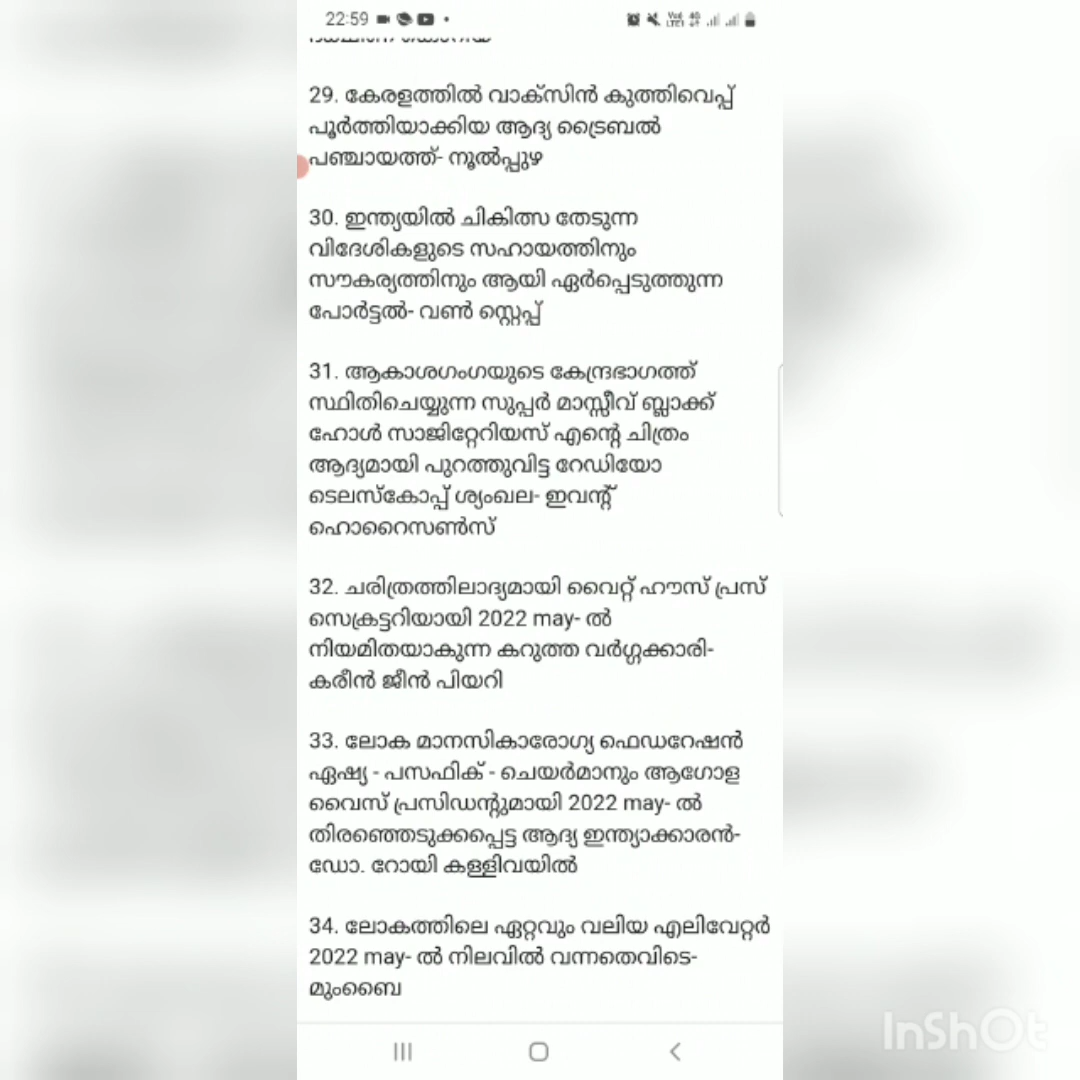 22:59
29. കേരളത്തിൽ വാക്സിൻ കുത്തിവെപ്പ്
പൂർത്തിയാക്കിയ ആദ്യ ട്രൈബൽ
പഞ്ചായത്ത്- നൂൽപ്പുഴ
30. ഇന്ത്യയിൽ ചികിത്സ തേടുന്ന
വിദേശികളുടെ സഹായത്തിനും
സൗകര്യത്തിനും ആയി ഏർപ്പെടുത്തുന്ന
പോർട്ടൽ- വൺ സ്റ്റെപ്പ്
31. ആകാശഗംഗയുടെ കേന്ദ്രഭാഗത്ത്
സ്ഥിതിചെയ്യുന്ന സുപ്പർ മാസ്സീവ് ബ്ലാക്ക്
ഹോൾ സാജിറ്റേറിയസ് എന്റെ ചിത്രം
ആദ്യമായി പുറത്തുവിട്ട റേഡിയോ
ടെലസ്കോപ്പ് ശൃംഖല- ഇവന്റ്
ഹൊറൈസൺസ്
32. ചരിത്രത്തിലാദ്യമായി വൈറ്റ് ഹൗസ് പ്രസ്
സെക്രട്ടറിയായി 2022 may- ൽ
നിയമിതയാകുന്ന കറുത്ത വർഗ്ഗക്കാരി-
കരീൻ ജീൻ പിയറി
33. ലോക മാനസികാരോഗ്യ ഫെഡറേഷൻ
ഏഷ്യ - പസഫിക് - ചെയർമാനും ആഗോള
വൈസ് പ്രസിഡന്റുമായി 2022 may- ൽ
തിരഞ്ഞെടുക്കപ്പെട്ട ആദ്യ ഇന്ത്യാക്കാരൻ-
ഡോ. റോയി കള്ളിവയിൽ
34. ലോകത്തിലെ ഏറ്റവും വലിയ എലിവേറ്റർ
2022 may- ൽ നിലവിൽ വന്നതെവിടെ-
മുംബൈ
InShOt